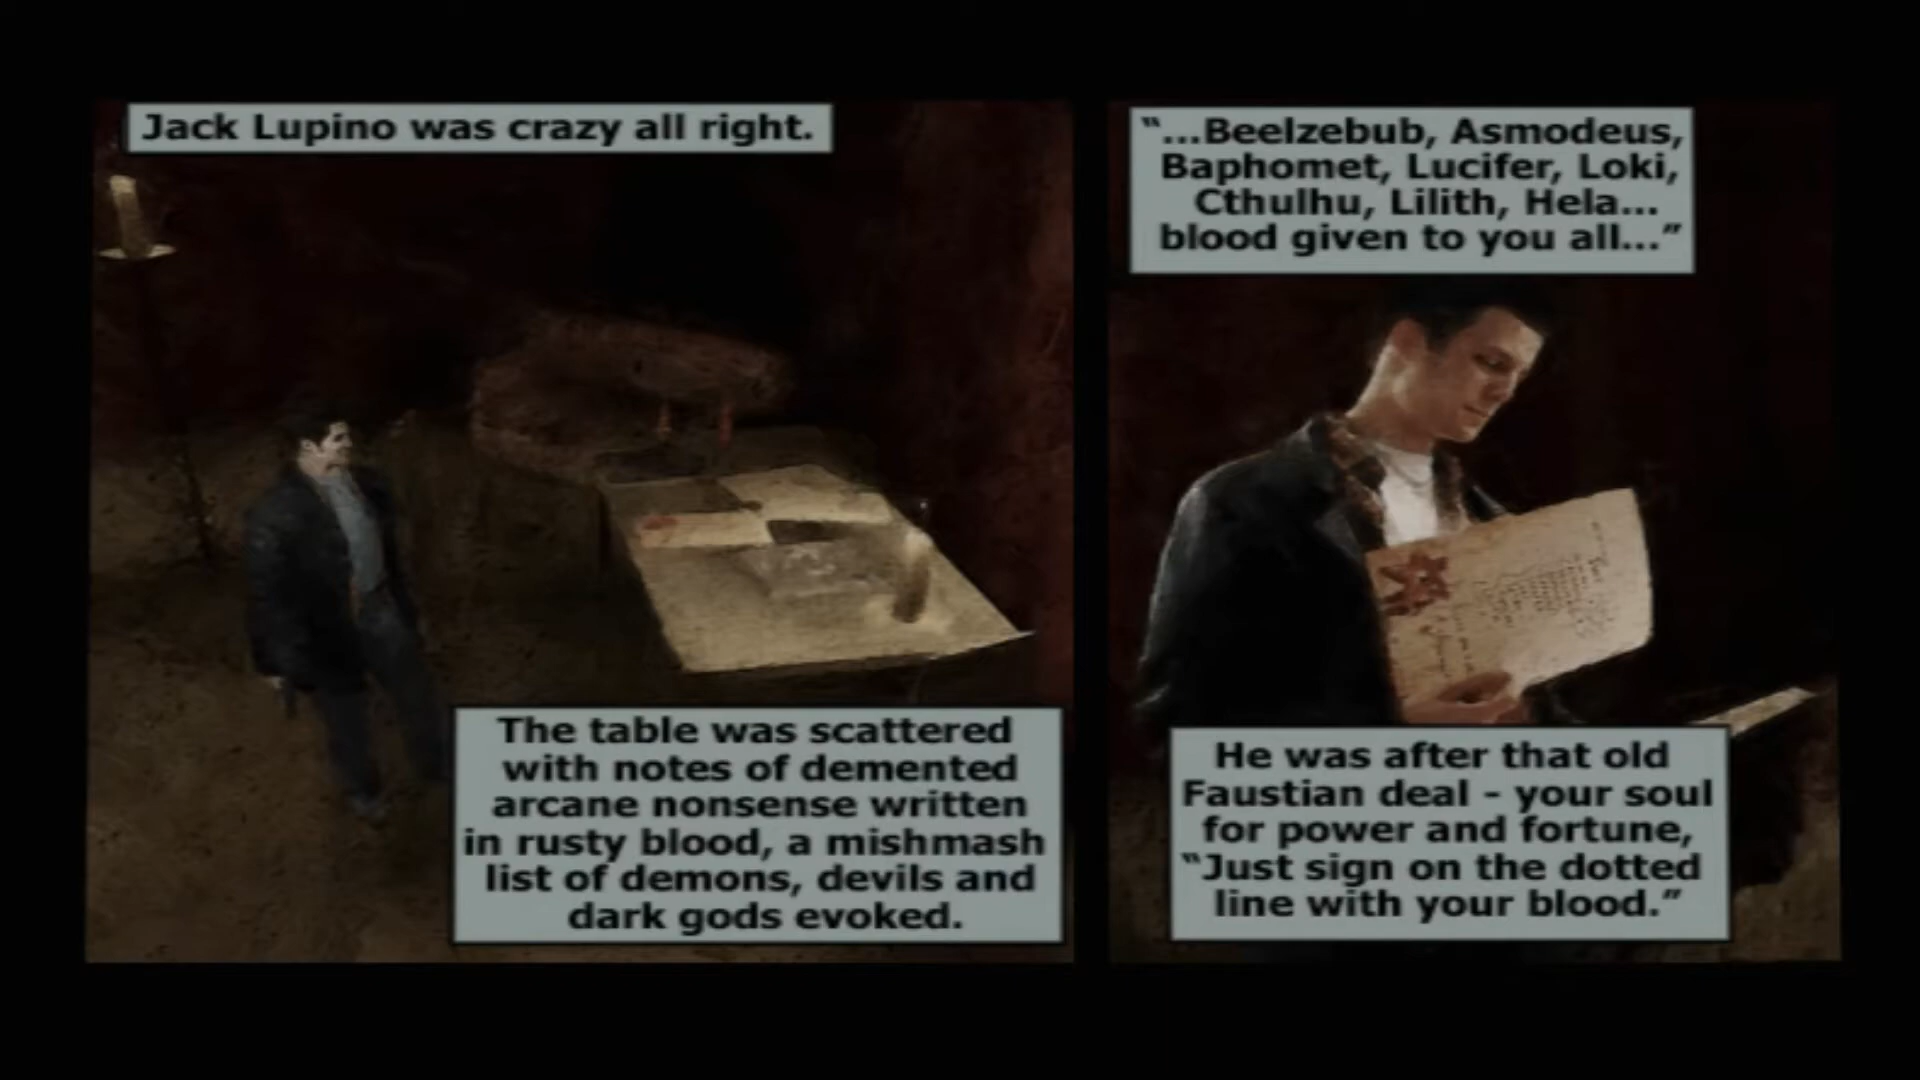 Jack Lupino was crazy all right.
The table was scattered
with notes of demented
arcane nonsense written
in rusty blood, a mishmash
list of demons, devils and
dark gods evoked.
“...Beelzebub, Asmodeus,
Baphomet, Lucifer, Loki,
Cthulhu, Lilith, Hela...
blood given to you all...”
He was after that old
Faustian deal - your soul
for power and fortune,
“Just sign on the dotted
line with your blood.”